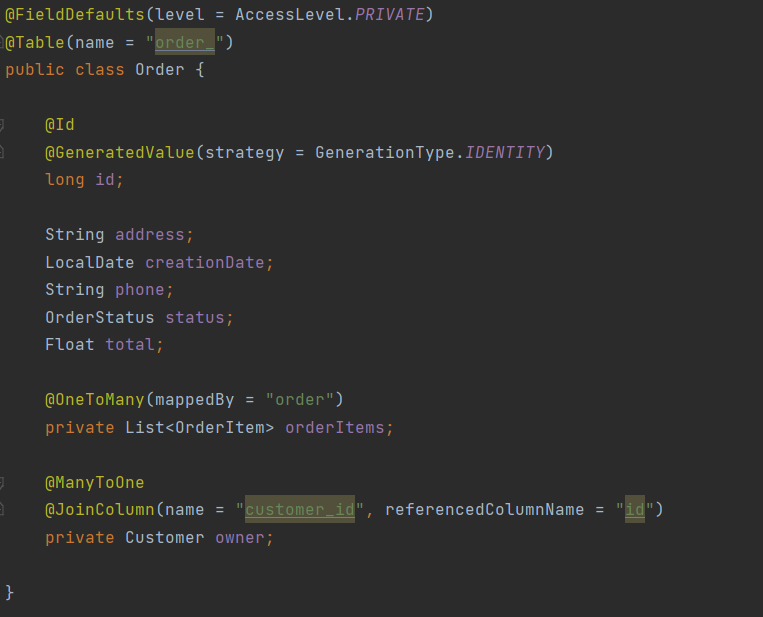 @FieldDefaults(level = AccessLevel.PRIVATE)
@Table(name = "order_")
public class Order {
@Id
@GeneratedValue(strategy = GenerationType.IDENTITY)
long id;
String address;
LocalDate creationDate;
String phone;
OrderStatus status;
Float total;
@OneToMany(mappedBy = "order")
private List<OrderItem> orderItems;
@ManyToOne
@JoinColumn(name = "customer_id", referencedColumnName = "id")
private Customer owner;
}